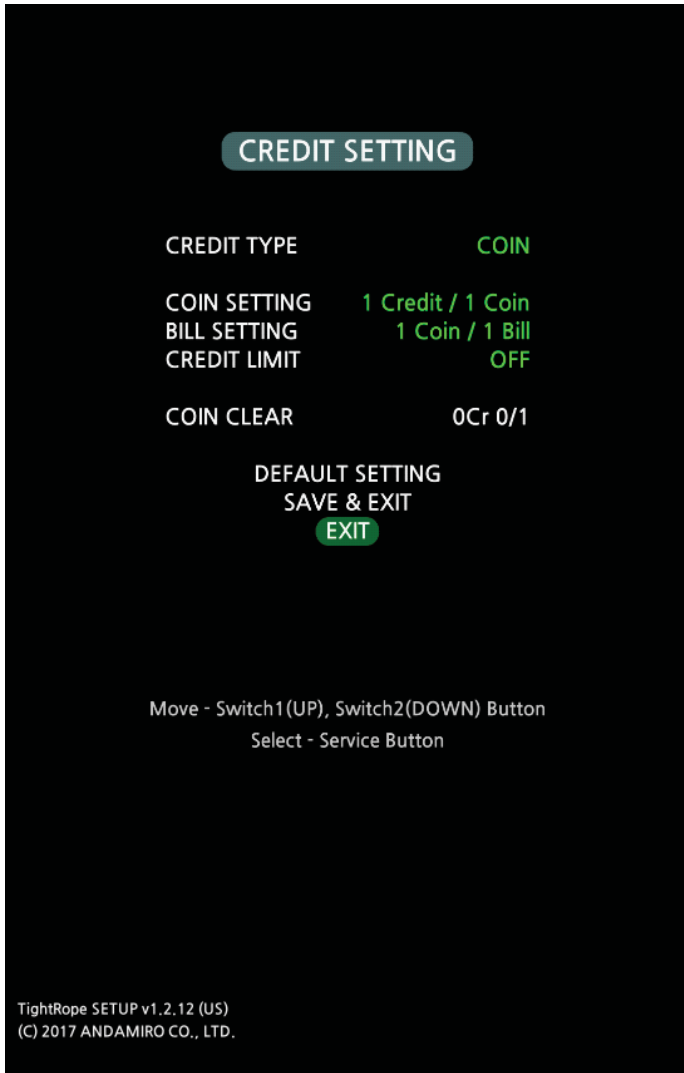 CREDIT SETTING
CREDIT TYPE COIN
COIN SETTING 1 Credit / 1 Coin
BILL SETTING 1 Coin / 1 Bill
CREDIT LIMIT OFF
COIN CLEAR 0Cr 0/1
DEFAULT SETTING
SAVE & EXIT
EXIT
Move - Switch1(UP), Switch2(DOWN) Button
Select - Service Button
TightRope SETUP v1.2.12 (US)
(C) 2017 ANDAMIRO CO., LTD.